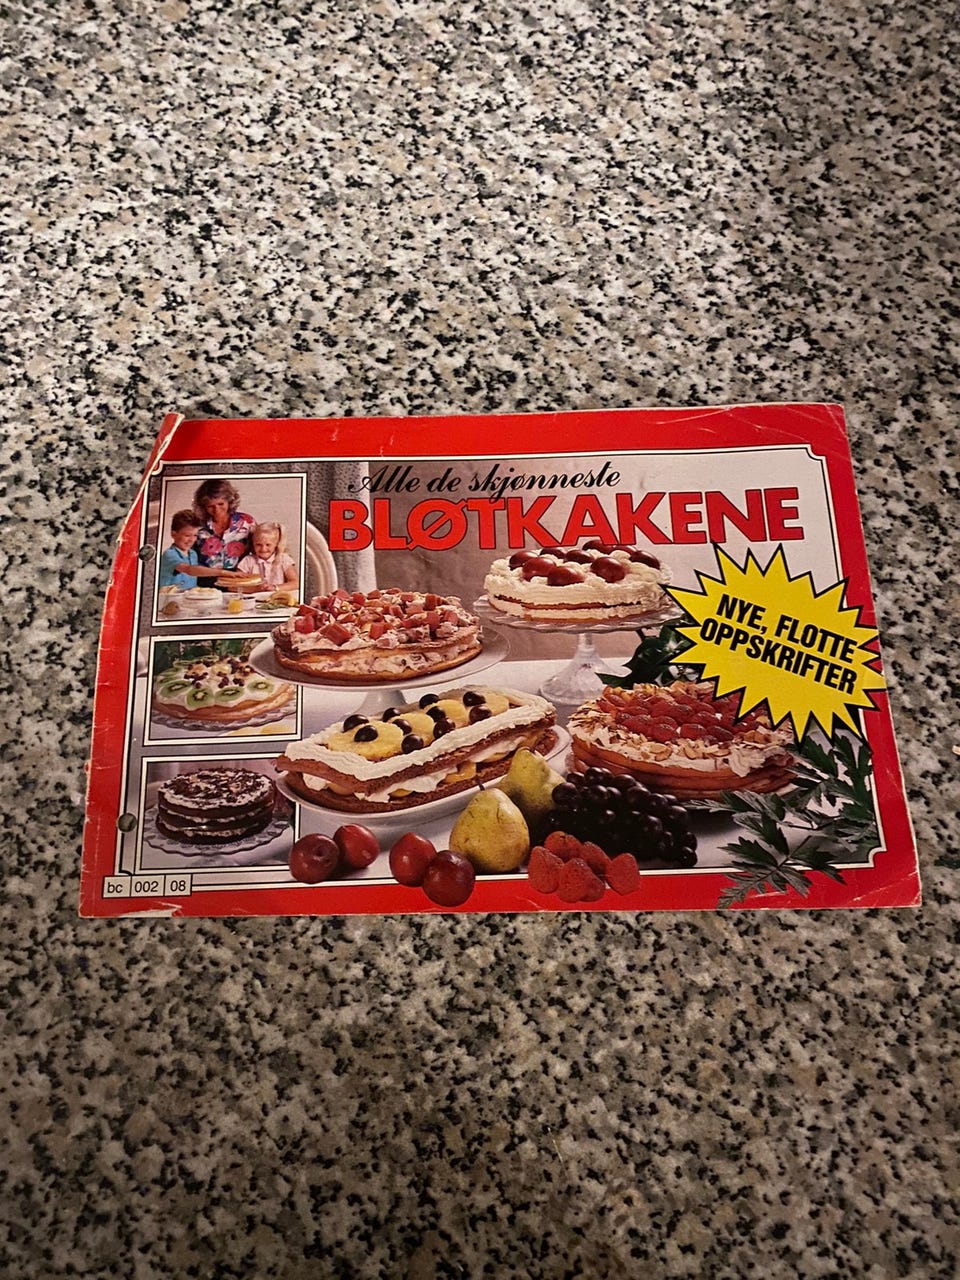 Alle de skjønneste
BLØTKAKENE
NYE, FLOTTE
OPPSKRIFTER
bc 002 08